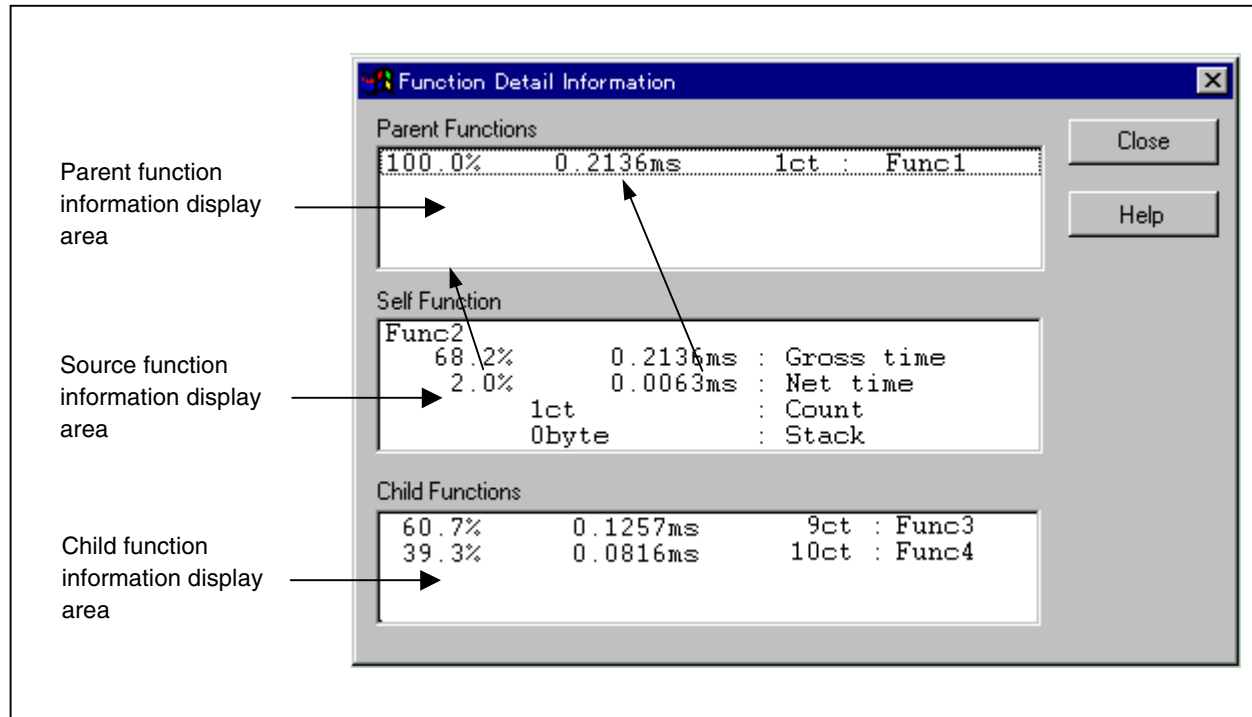 Function Detail Information
Parent Functions
100.0% 0.2136ms 1ct : Func1
Close
Help
Parent function
information display
area
Self Function
Func2
68.2% 0.2136ms : Gross time
2.0% 0.0063ms : Net time
1ct : Count
0byte : Stack
Source function
information display
area
Child Functions
60.7% 0.1257ms 9ct : Func3
39.3% 0.0816ms 10ct : Func4
Child function
information display
area